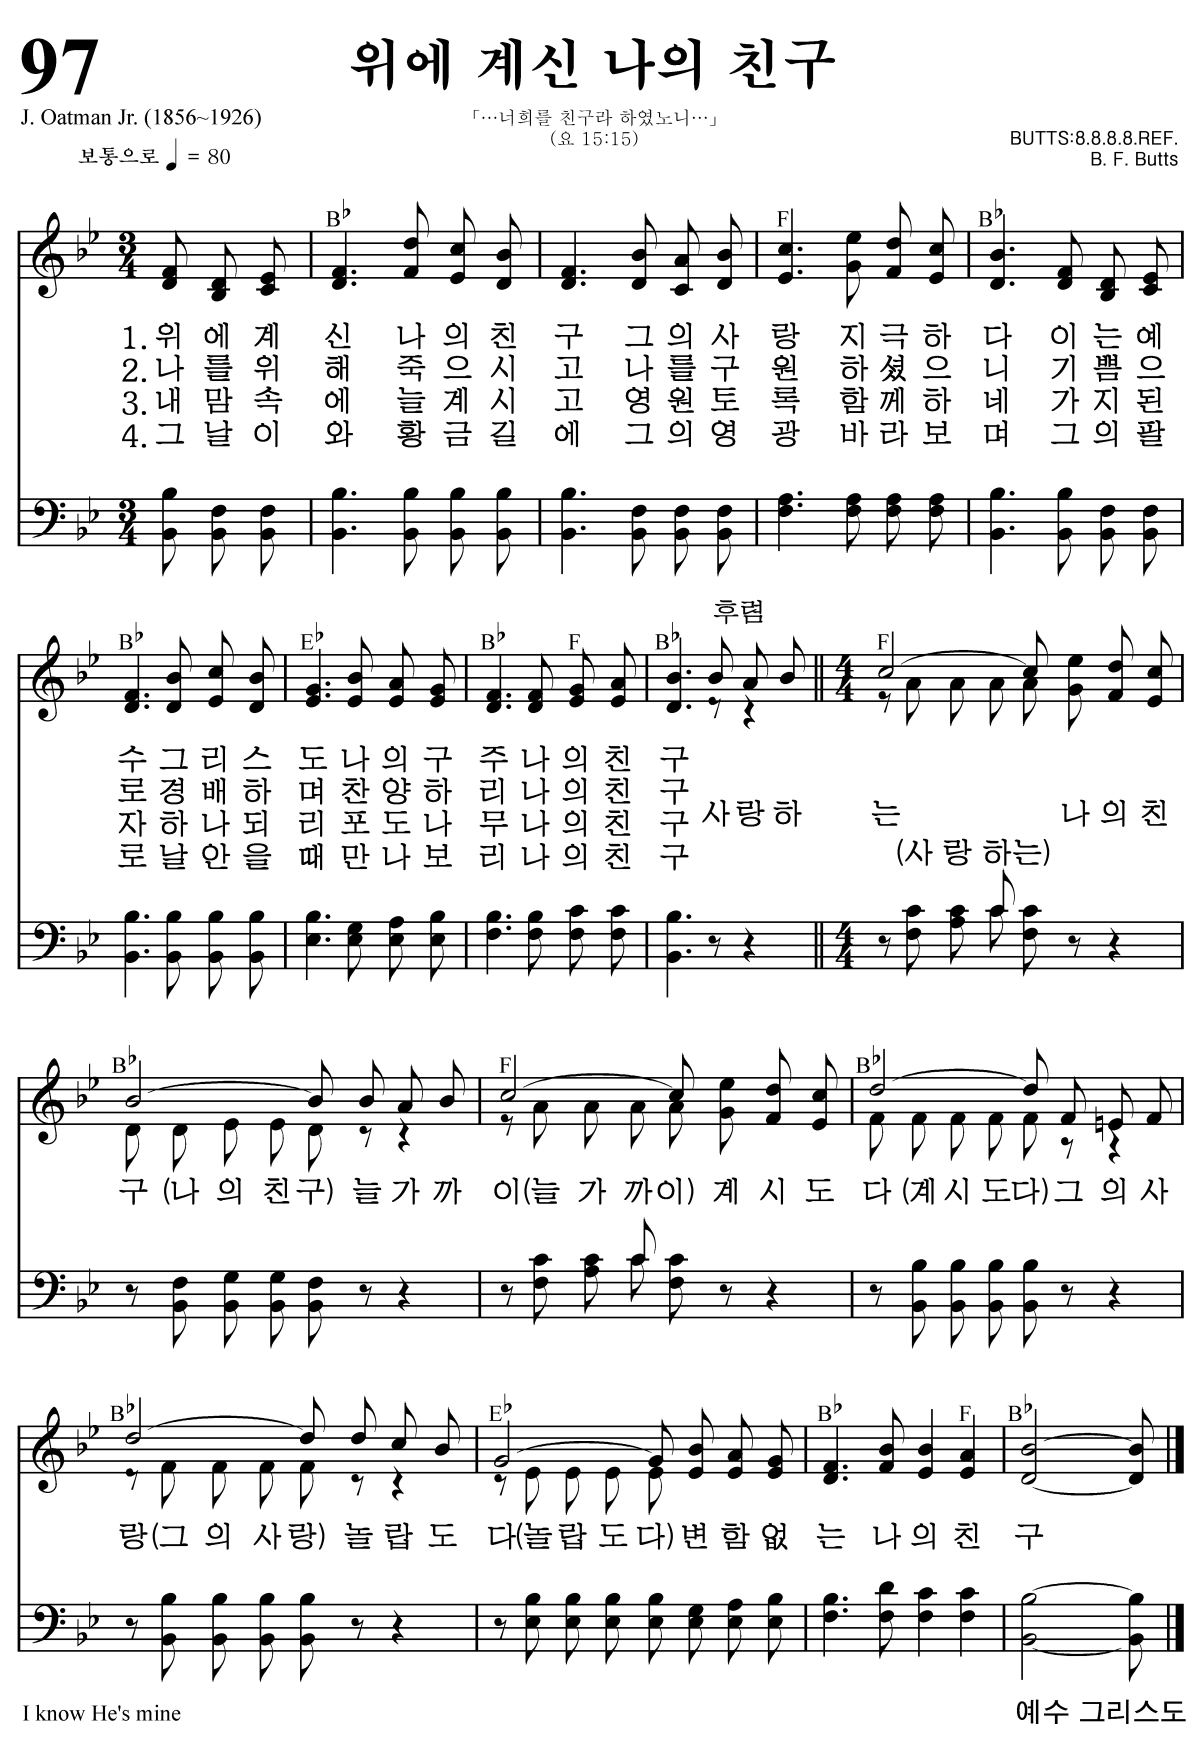 97
위에 계신 나의 친구
J. Oatman Jr. (1856~1926)
「…너희를 친구라 하였노니…」
(요 15:15)
BUTTS:8.8.8.8.REF.
B. F. Butts
보통으로 ♩ = 80
B♭ F B♭
3 4
1. 위 에 계 신 나 의 친 구 그 의 사 랑 지 극 하 다 이 는 예
2. 나 를 위 해 죽 으 시 고 나 를 구 원 하 셨 으 니 기 쁨 으
3. 내 맘 속 에 늘 계 시 고 영 원 토 록 함 께 하 네 가 지 된
4. 그 날 이 와 황 금 길 에 그 의 영 광 바 라 보 며 그 의 팔
3 4
후렴
B♭ E♭ B♭ F B♭ F
4 4
수 그 리 스 도 나 의 구 주 나 의 친 구
로 경 배 하 며 찬 양 하 리 나 의 친 구
자 하 나 되 리 포 도 나 무 나 의 친 구
로 날 안 을 때 만 나 보 리 나 의 친 구
사 랑 하 는 나 의 친
(사 랑 하 는)
4 4
B♭ F B♭
구 (나 의 친 구) 늘 가 까 이 (늘 가 까 이) 계 시 도 다 (계 시 도 다) 그 의 사
B♭ E♭ B♭ F B♭
랑 (그 의 사 랑) 놀 랍 도 다 (놀 랍 도 다) 변 함 없 는 나 의 친 구
I know He's mine
예수 그리스도